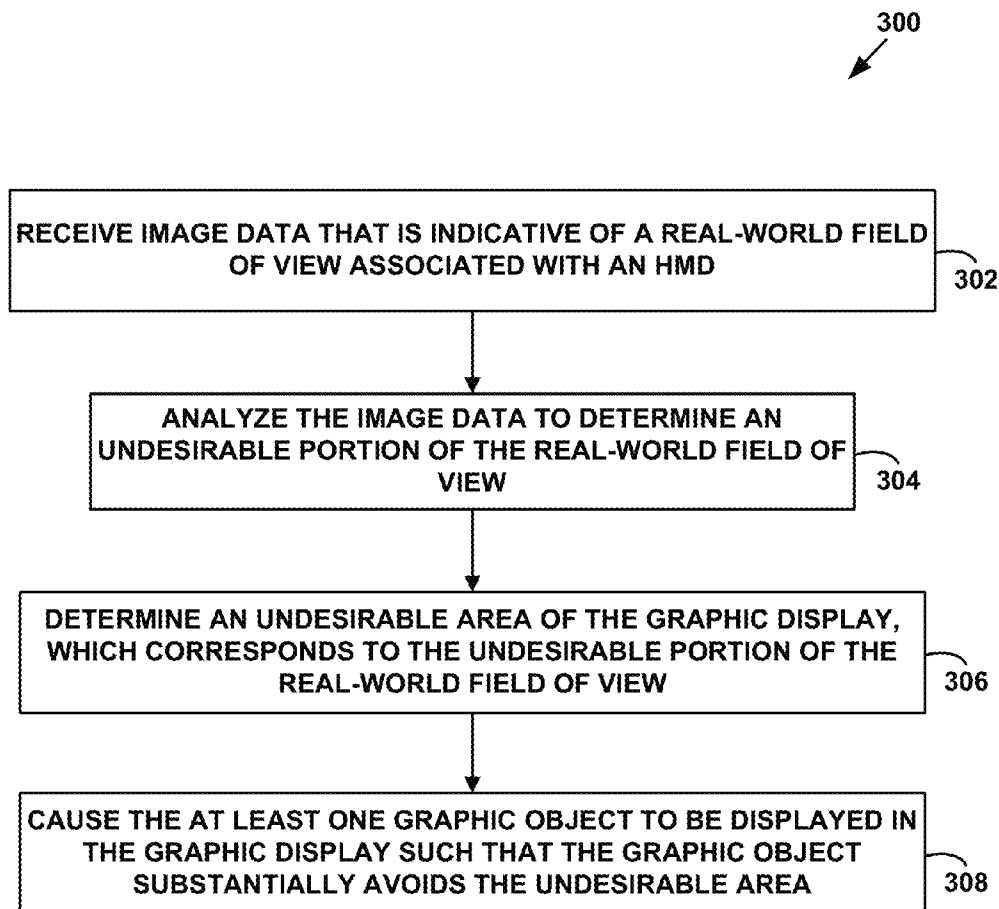 300
RECEIVE IMAGE DATA THAT IS INDICATIVE OF A REAL-WORLD FIELD
OF VIEW ASSOCIATED WITH AN HMD
302
ANALYZE THE IMAGE DATA TO DETERMINE AN
UNDESIRABLE PORTION OF THE REAL-WORLD FIELD OF
VIEW
304
DETERMINE AN UNDESIRABLE AREA OF THE GRAPHIC DISPLAY,
WHICH CORRESPONDS TO THE UNDESIRABLE PORTION OF THE
REAL-WORLD FIELD OF VIEW
306
CAUSE THE AT LEAST ONE GRAPHIC OBJECT TO BE DISPLAYED IN
THE GRAPHIC DISPLAY SUCH THAT THE GRAPHIC OBJECT
SUBSTANTIALLY AVOIDS THE UNDESIRABLE AREA
308